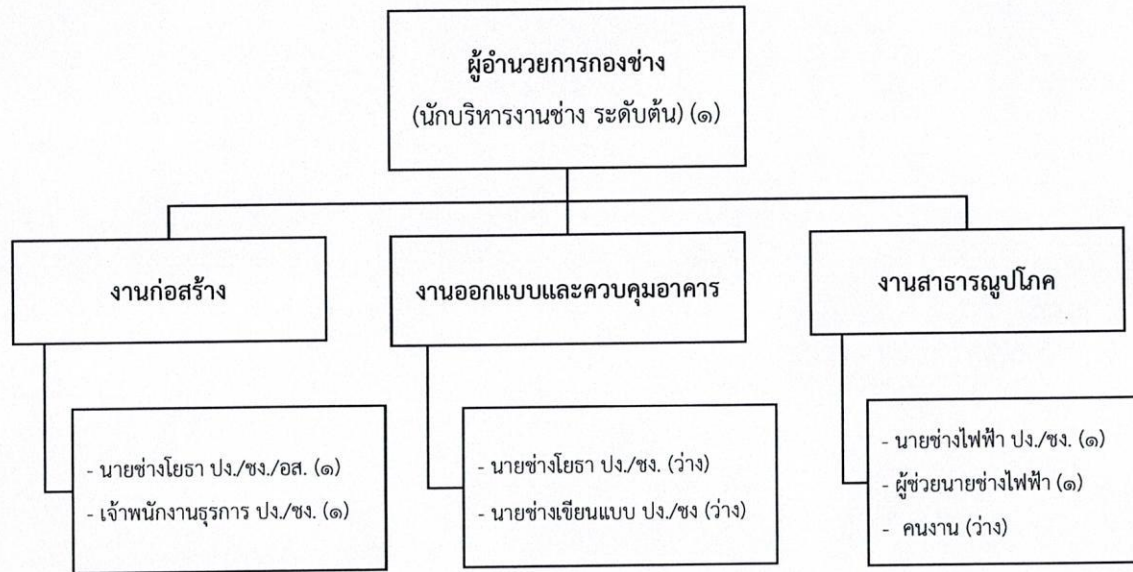 ผู้อำนวยการกองช่าง
(นักบริหารงานช่าง ระดับต้น) (๑)
งานก่อสร้าง
งานออกแบบและควบคุมอาคาร
งานสาธารณูปโภค
- นายช่างโยธา ปง./ชง./อส. (๑)
- เจ้าพนักงานธุรการ ปง./ชง. (๑)
- นายช่างโยธา ปง./ชง. (ว่าง)
- นายช่างเขียนแบบ ปง./ชง (ว่าง)
- นายช่างไฟฟ้า ปง./ชง. (๑)
- ผู้ช่วยนายช่างไฟฟ้า (๑)
- คนงาน (ว่าง)